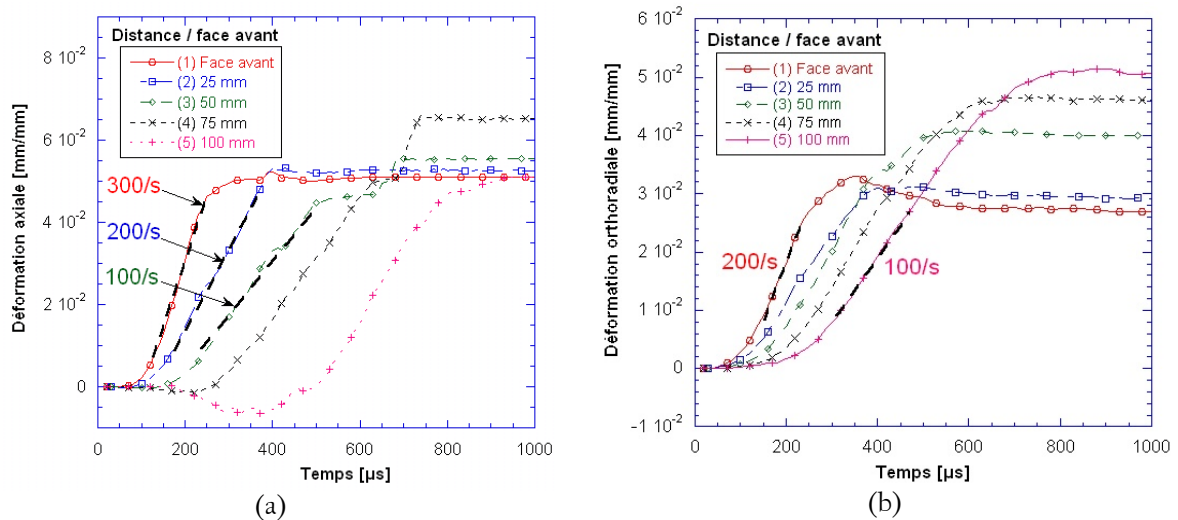 (a)
Déformation axiale [mm/mm]
8 10⁻²
6 10⁻²
4 10⁻²
2 10⁻²
0
Distance / face avant
(1) Face avant
(2) 25 mm
(3) 50 mm
(4) 75 mm
(5) 100 mm
300/s
200/s
100/s
0 200 400 600 800 1000
Temps [µs]
(b)
Déformation orthoradiale [mm/mm]
6 10⁻²
5 10⁻²
4 10⁻²
3 10⁻²
2 10⁻²
1 10⁻²
0
-1 10⁻²
Distance / face avant
(1) Face avant
(2) 25 mm
(3) 50 mm
(4) 75 mm
(5) 100 mm
200/s
100/s
0 200 400 600 800 1000
Temps [µs]